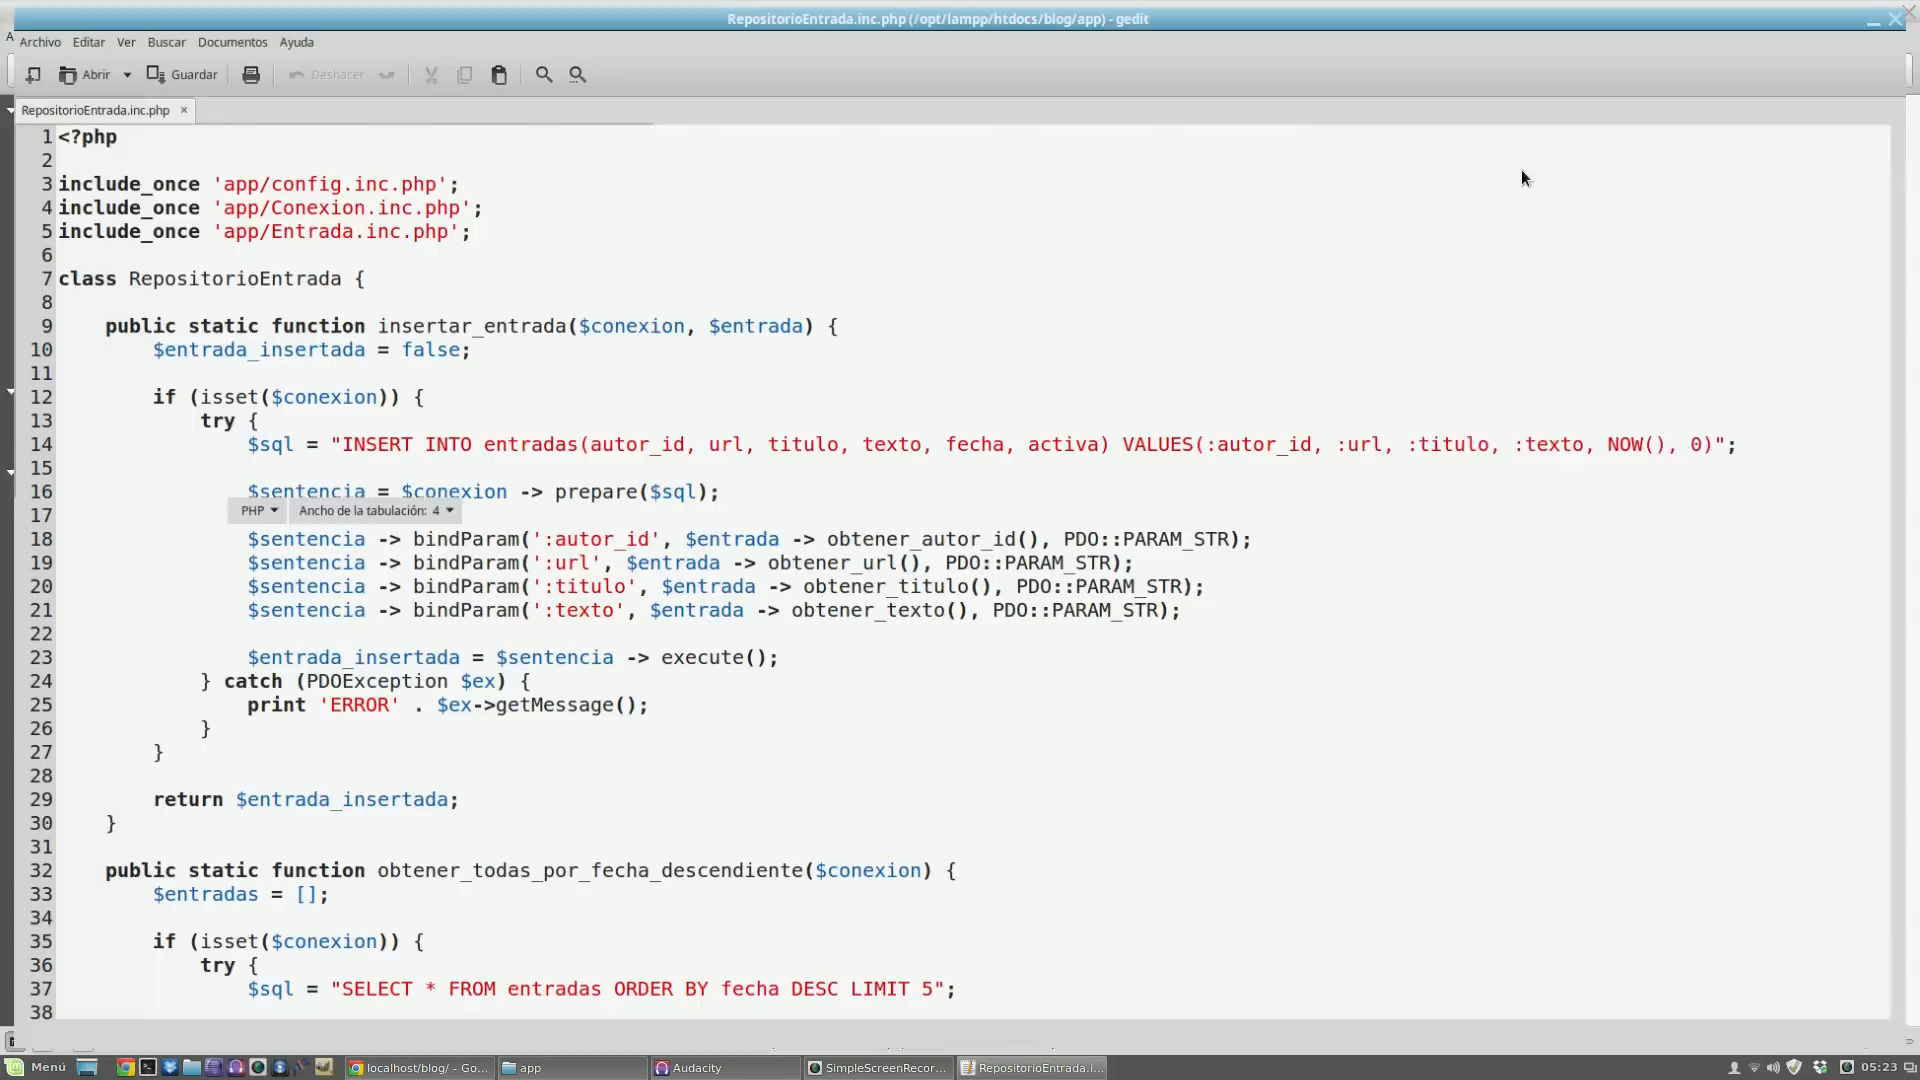 RepositorioEntrada.inc.php (/opt/lampp/htdocs/blog/app) - gedit
Archivo Editar Ver Buscar Documentos Ayuda
Abrir Guardar Deshacer
RepositorioEntrada.inc.php ×
1 <?php
2
3 include_once 'app/config.inc.php';
4 include_once 'app/Conexion.inc.php';
5 include_once 'app/Entrada.inc.php';
6
7 class RepositorioEntrada {
8
9 public static function insertar_entrada($conexion, $entrada) {
10 $entrada_insertada = false;
11
12 if (isset($conexion)) {
13 try {
14 $sql = "INSERT INTO entradas(autor_id, url, titulo, texto, fecha, activa) VALUES(:autor_id, :url, :titulo, :texto, NOW(), 0)";
15
16 $sentencia = $conexion -> prepare($sql);
PHP Ancho de la tabulación: 4
17
18 $sentencia -> bindParam(':autor_id', $entrada -> obtener_autor_id(), PDO::PARAM_STR);
19 $sentencia -> bindParam(':url', $entrada -> obtener_url(), PDO::PARAM_STR);
20 $sentencia -> bindParam(':titulo', $entrada -> obtener_titulo(), PDO::PARAM_STR);
21 $sentencia -> bindParam(':texto', $entrada -> obtener_texto(), PDO::PARAM_STR);
22
23 $entrada_insertada = $sentencia -> execute();
24 } catch (PDOException $ex) {
25 print 'ERROR' . $ex->getMessage();
26 }
27 }
28
29 return $entrada_insertada;
30 }
31
32 public static function obtener_todas_por_fecha_descendiente($conexion) {
33 $entradas = [];
34
35 if (isset($conexion)) {
36 try {
37 $sql = "SELECT * FROM entradas ORDER BY fecha DESC LIMIT 5";
38
Menú localhost/blog/ - Go... app Audacity SimpleScreenRecor... RepositorioEntrada.i... 05:23